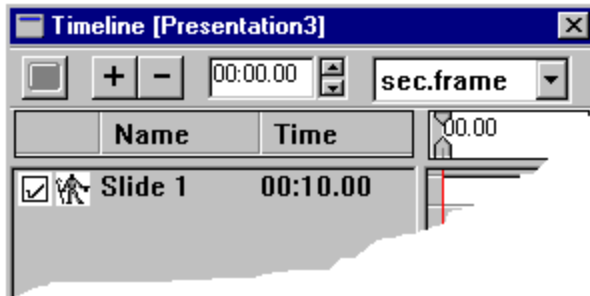 Timeline [Presentation3]
+ - 00:00.00 sec.frame
Name Time 00.00
Slide 1 00:10.00